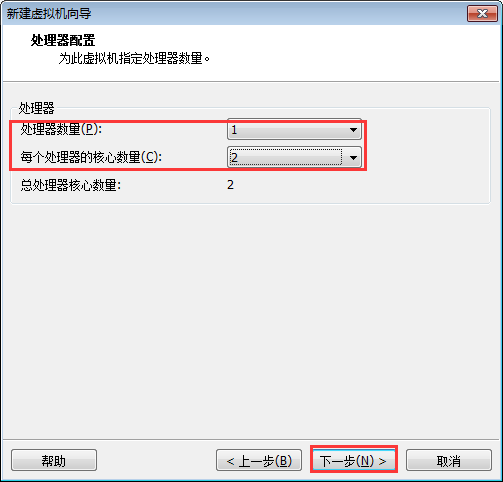 新建虚拟机向导
处理器配置
为此虚拟机指定处理器数量。
处理器
处理器数量(P): 1
每个处理器的核心数量(C): 2
总处理器核心数量: 2
帮助 < 上一步(B) 下一步(N) > 取消